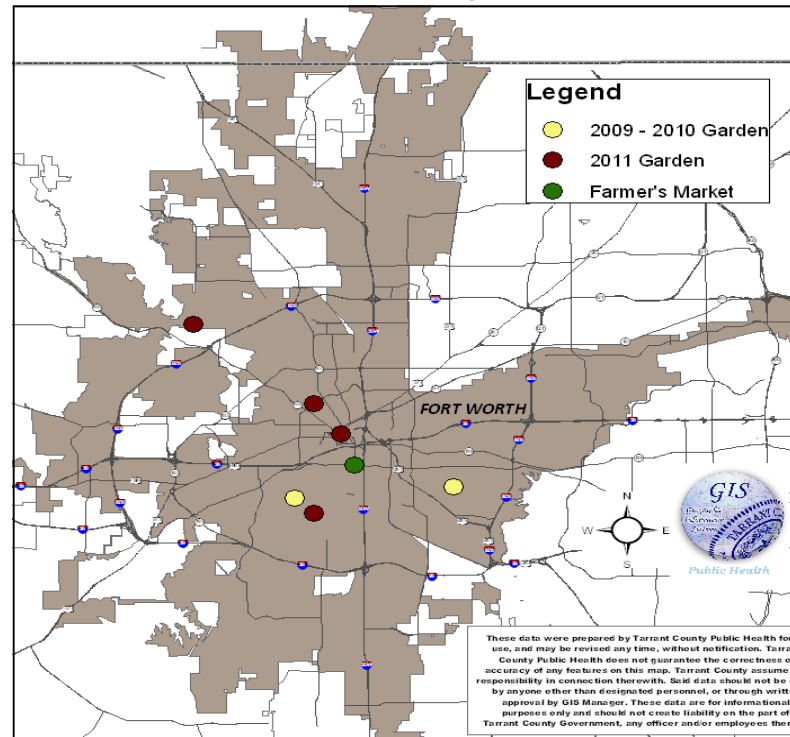 Legend
2009 - 2010 Garden
2011 Garden
Farmer's Market
FORT WORTH
N
W E
S
GIS
TARRANT C
Public Health
These data were prepared by Tarrant County Public Health for
use, and may be revised any time, without notification. Tarra
County Public Health does not guarantee the correctness o
accuracy of any features on this map. Tarrant County assume
responsibility in connection therewith. Said data should not be
by anyone other than designated personnel, or through writt
approval by GIS Manager. These data are for informational
purposes only and should not create liability on the part of
Tarrant County Government, any officer and/or employees ther